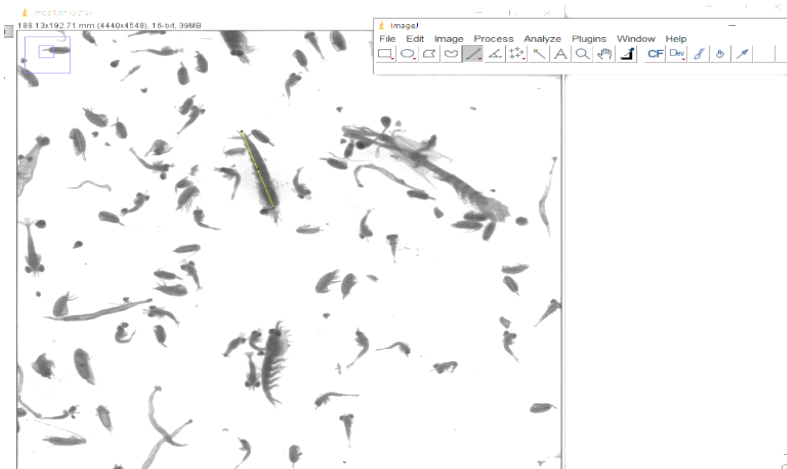 188.13x192.71 mm (4440x4548), 16-bit, 39MB
ImageJ
File Edit Image Process Analyze Plugins Window Help
CF Dev